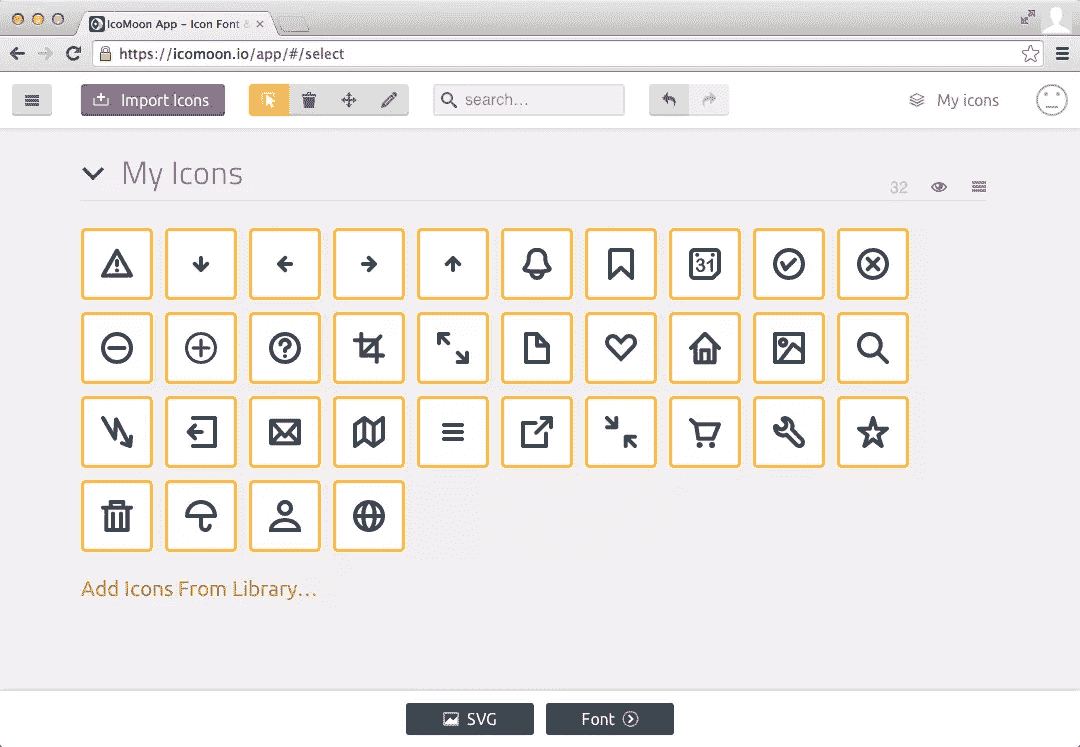 IcoMoon App - Icon Font &
https://icomoon.io/app/#/select
Import Icons
search...
My icons
My Icons
32
31
Add Icons From Library...
SVG
Font